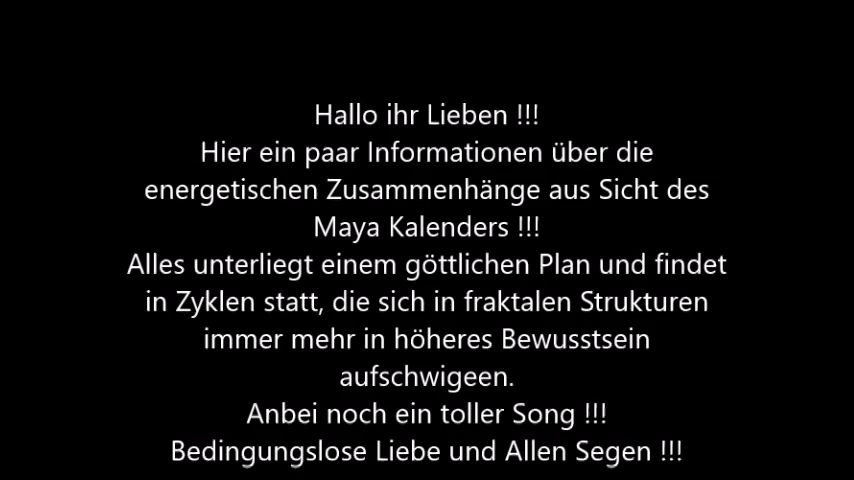 Hallo ihr Lieben !!!
Hier ein paar Informationen über die
energetischen Zusammenhänge aus Sicht des
Maya Kalenders !!!
Alles unterliegt einem göttlichen Plan und findet
in Zyklen statt, die sich in fraktalen Strukturen
immer mehr in höheres Bewusstsein
aufschwigeen.
Anbei noch ein toller Song !!!
Bedingungslose Liebe und Allen Segen !!!